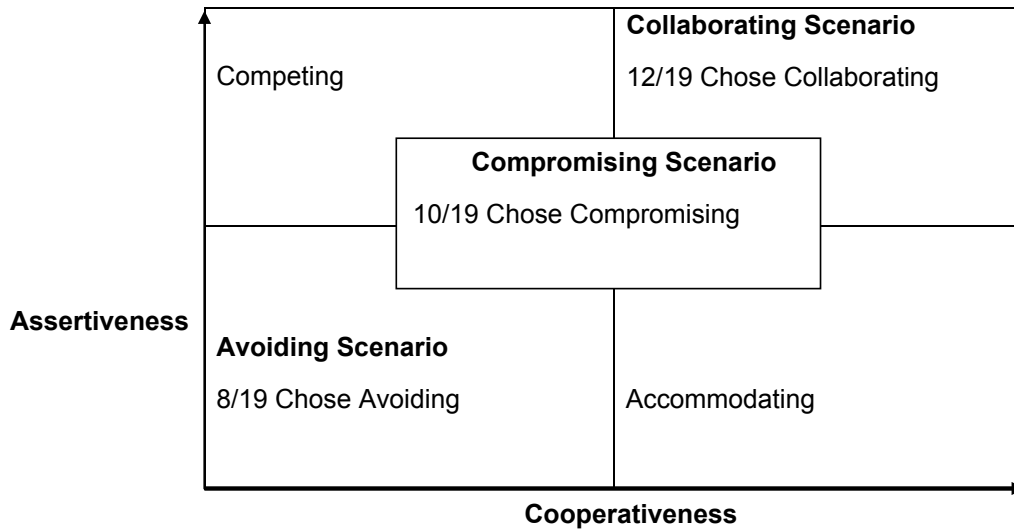 Collaborating Scenario
Competing
12/19 Chose Collaborating
Compromising Scenario
10/19 Chose Compromising
Assertiveness
Avoiding Scenario
8/19 Chose Avoiding
Accommodating
Cooperativeness